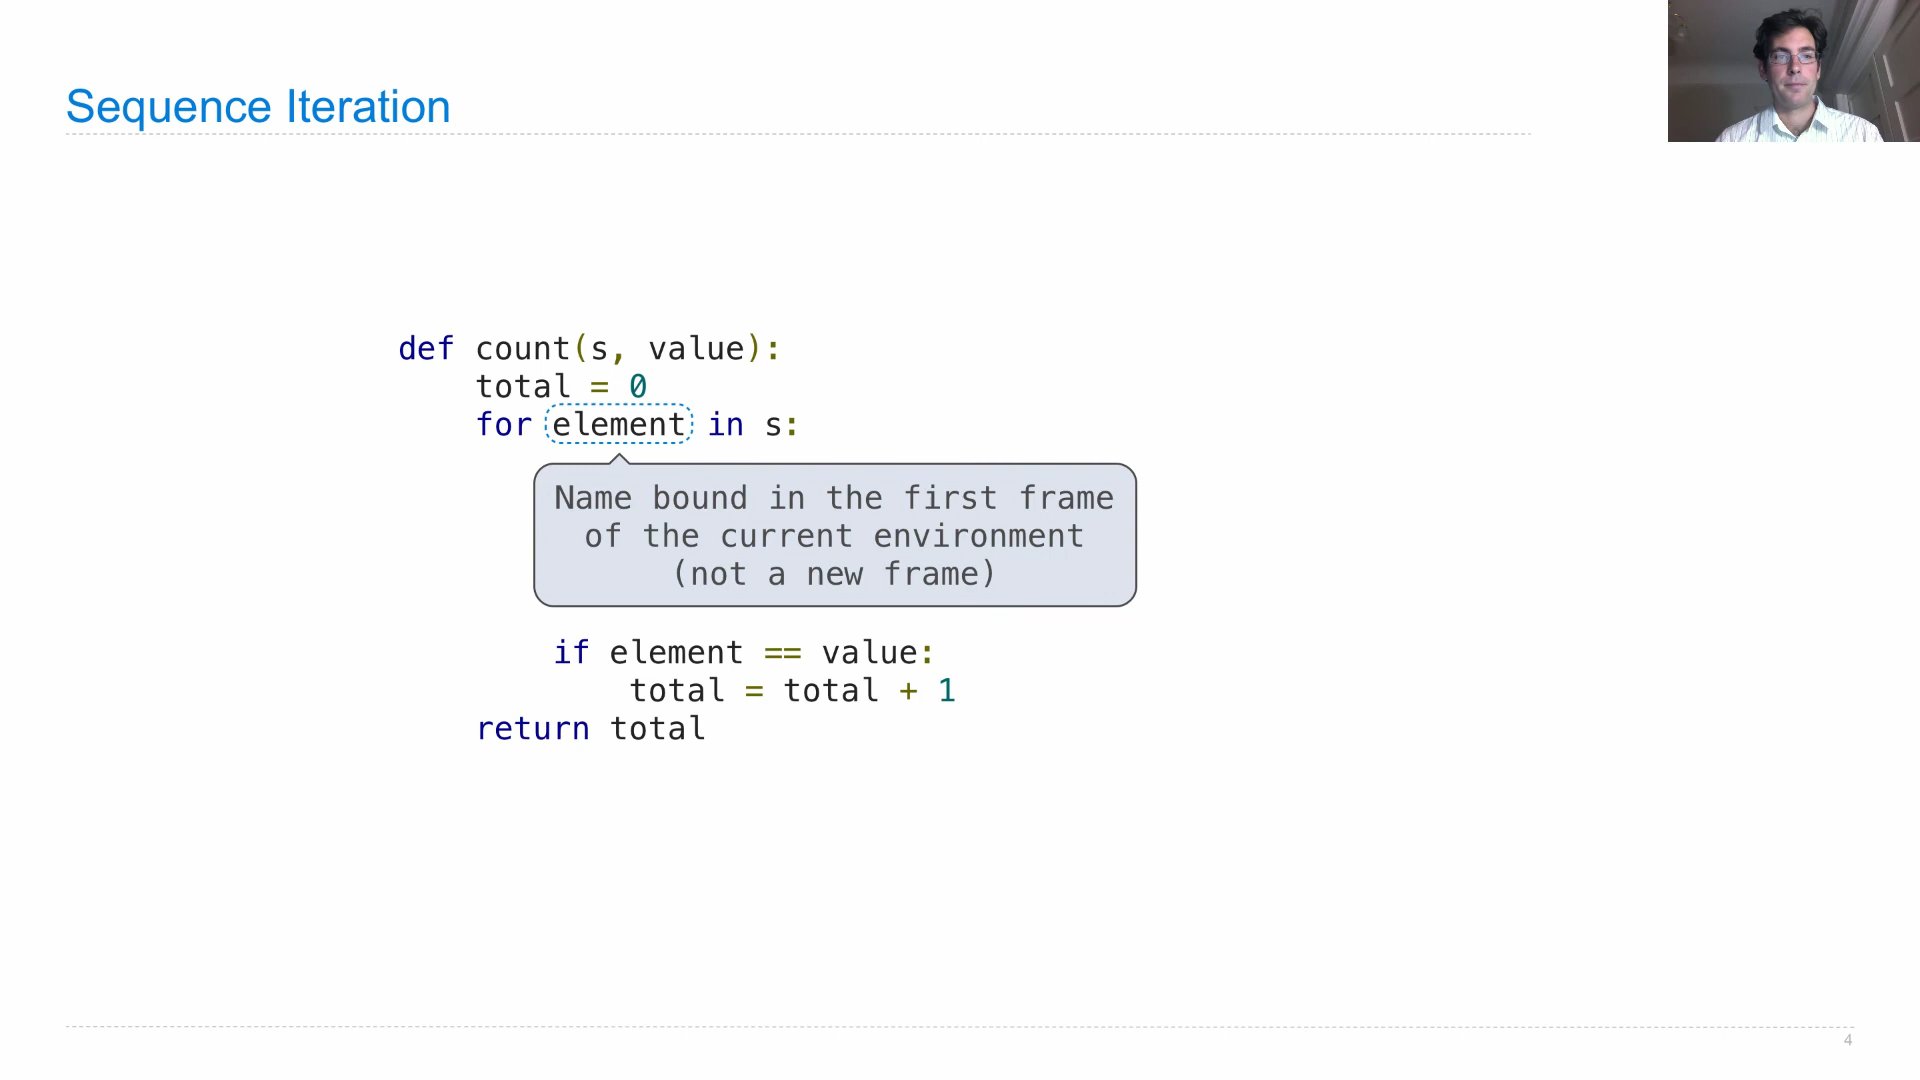 Sequence Iteration
def count(s, value):
    total = 0
    for element in s:
Name bound in the first frame
of the current environment
(not a new frame)
        if element == value:
            total = total + 1
    return total
4